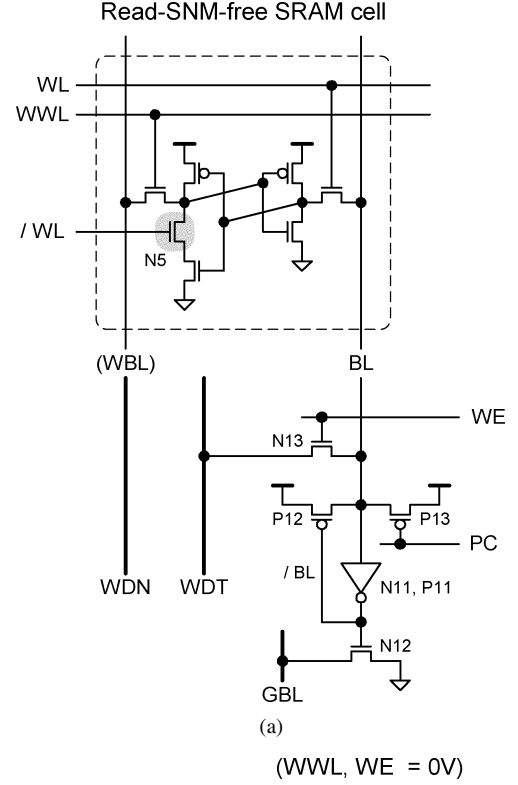 Read-SNM-free SRAM cell
WL
WWL
/ WL
N5
(WBL)
BL
WE
N13
P12
P13
PC
/ BL
N11, P11
WDN
WDT
N12
GBL
(a)
(WWL, WE = 0V)